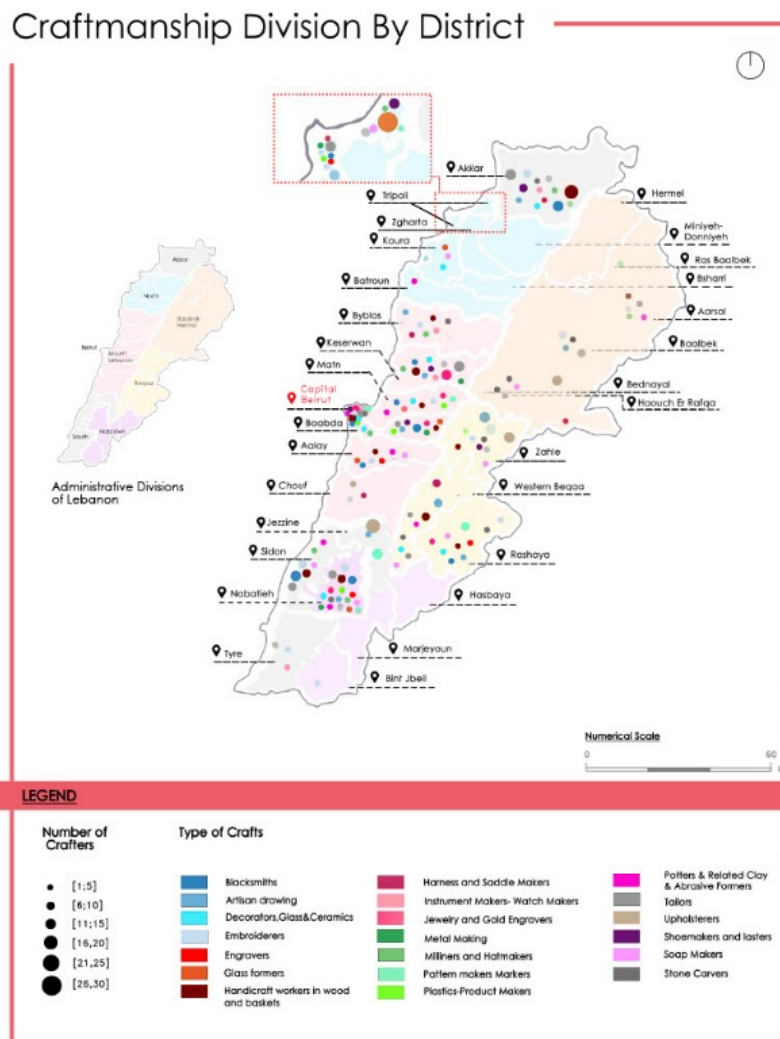 Craftmanship Division By District
Akkar
Tripoli
Zgharta
Koura
Batroun
Byblos
Keserwan
Matn
Capital
Beirut
Baabda
Aalay
Chouf
Jezzine
Sidon
Nabatieh
Tyre
Hermel
Miniyeh-
Donniyeh
Ras Baalbek
Bsharri
Aarsal
Baalbek
Bednayal
Haouch Er Rafqa
Zahle
Western Beqaa
Rashaya
Hasbaya
Marjeyoun
Bint Jbeil
Akkar
North
Baalbak-
Hermel
Beirut
Mount
Lebanon
Beqaa
South
Nabatieh
Administrative Divisions
of Lebanon
Numerical Scale
0
60
LEGEND
Number of
Crafters
[1;5]
[6;10]
[11;15]
[16,20]
[21,25]
[26,30]
Type of Crafts
Blacksmiths
Artisan drawing
Decorators,Glass&Ceramics
Embroiderers
Engravers
Glass formers
Handicraft workers in wood
and baskets
Harness and Saddle Makers
Instrument Makers- Watch Makers
Jewelry and Gold Engravers
Metal Making
Milliners and Hatmakers
Pattern makers Markers
Plastics-Product Makers
Potters & Related Clay
& Abrasive Formers
Tailors
Upholsterers
Shoemakers and lasters
Soap Makers
Stone Carvers